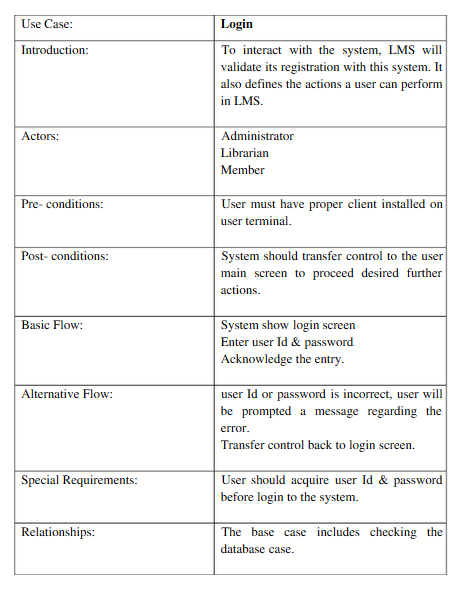 Use Case: Login
Introduction: To interact with the system, LMS will
validate its registration with this system. It
also defines the actions a user can perform
in LMS.
Actors: Administrator
Librarian
Member
Pre- conditions: User must have proper client installed on
user terminal.
Post- conditions: System should transfer control to the user
main screen to proceed desired further
actions.
Basic Flow: System show login screen
Enter user Id & password
Acknowledge the entry.
Alternative Flow: user Id or password is incorrect, user will
be prompted a message regarding the
error.
Transfer control back to login screen.
Special Requirements: User should acquire user Id & password
before login to the system.
Relationships: The base case includes checking the
database case.